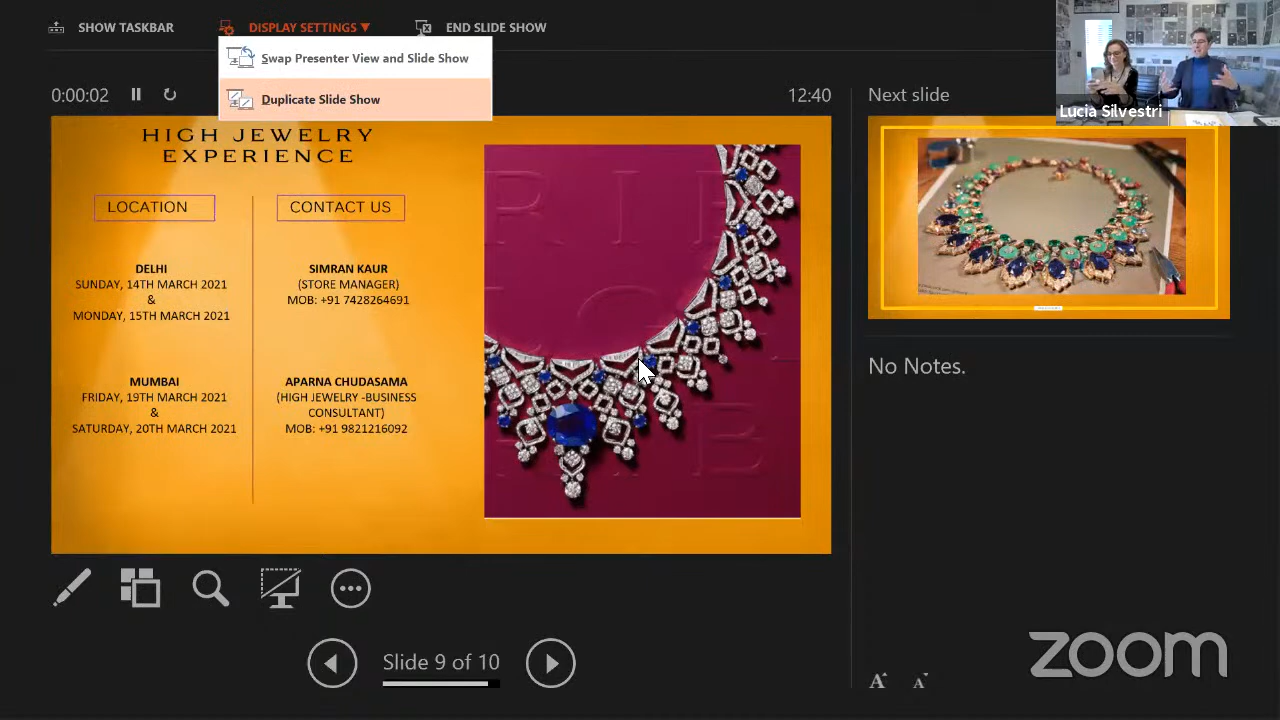 SHOW TASKBAR
DISPLAY SETTINGS ▼
END SLIDE SHOW
Swap Presenter View and Slide Show
Duplicate Slide Show
0:00:02
12:40
Next slide
Lucia Silvestri
HIGH JEWELRY
EXPERIENCE
LOCATION
CONTACT US
DELHI
SUNDAY, 14TH MARCH 2021
&
MONDAY, 15TH MARCH 2021
SIMRAN KAUR
(STORE MANAGER)
MOB: +91 7428264691
MUMBAI
FRIDAY, 19TH MARCH 2021
&
SATURDAY, 20TH MARCH 2021
APARNA CHUDASAMA
(HIGH JEWELRY -BUSINESS
CONSULTANT)
MOB: +91 9821216092
No Notes.
Slide 9 of 10
A A
zoom